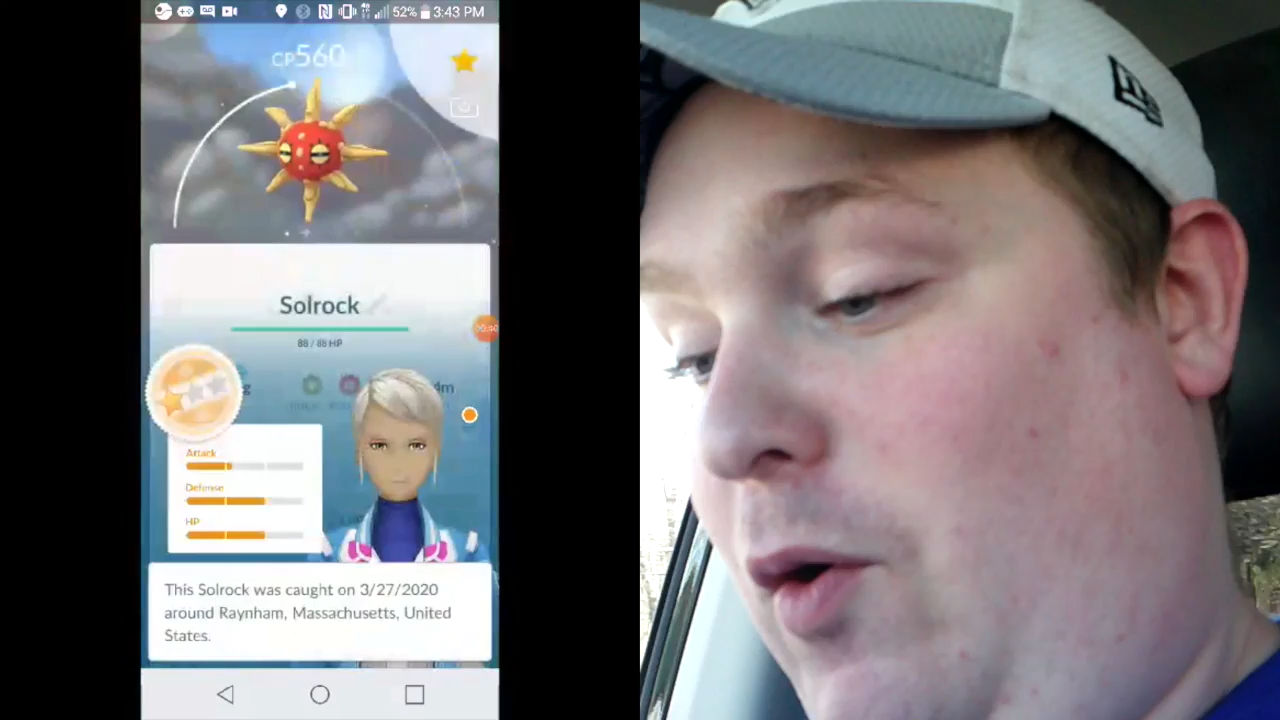 52% 3:43 PM
CP560
Solrock
88 / 88 HP
Attack
Defense
HP
This Solrock was caught on 3/27/2020
around Raynham, Massachusetts, United
States.